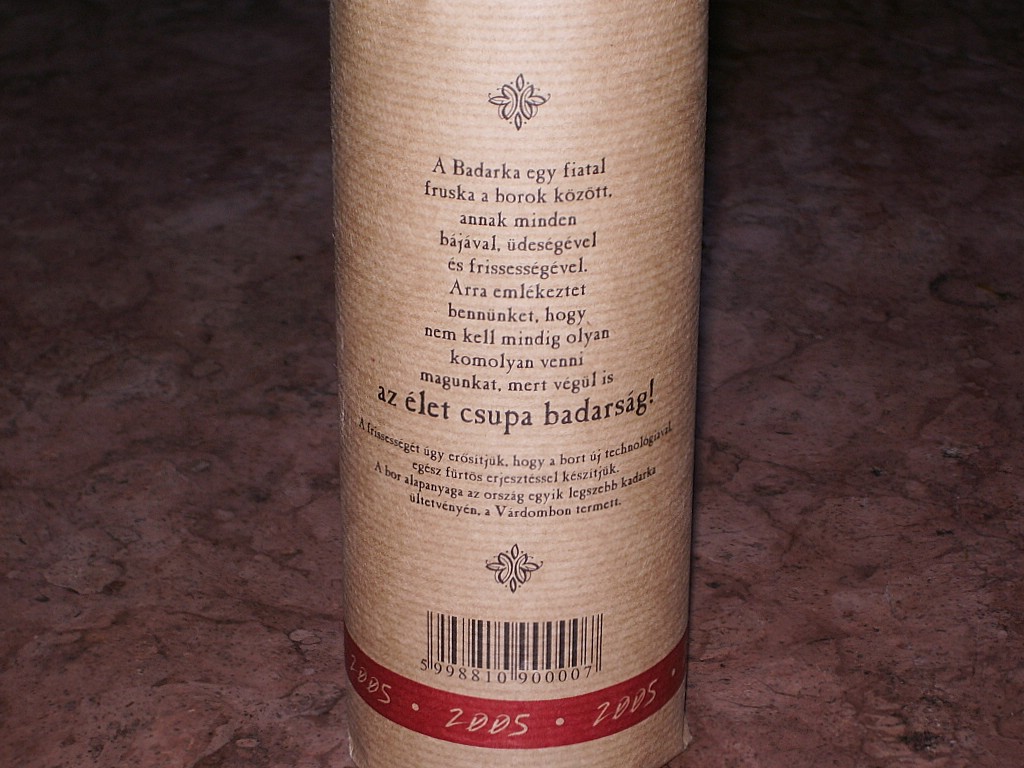 A Badarka egy fiatal
fruska a borok között,
annak minden
bájával, üdeségével
és frissességével.
Arra emlékeztet
bennünket, hogy
nem kell mindig olyan
komolyan venni
magunkat, mert végül is
az élet csupa badarság!
A frissességét úgy erősítjük, hogy a bort új technológiával,
egész fürtös erjesztéssel készítjük.
A bor alapanyaga az ország egyik legszebb kadarka
ültetvényén, a Várdombon termett.
5 998810 900007
2005 • 2005 • 2005 •